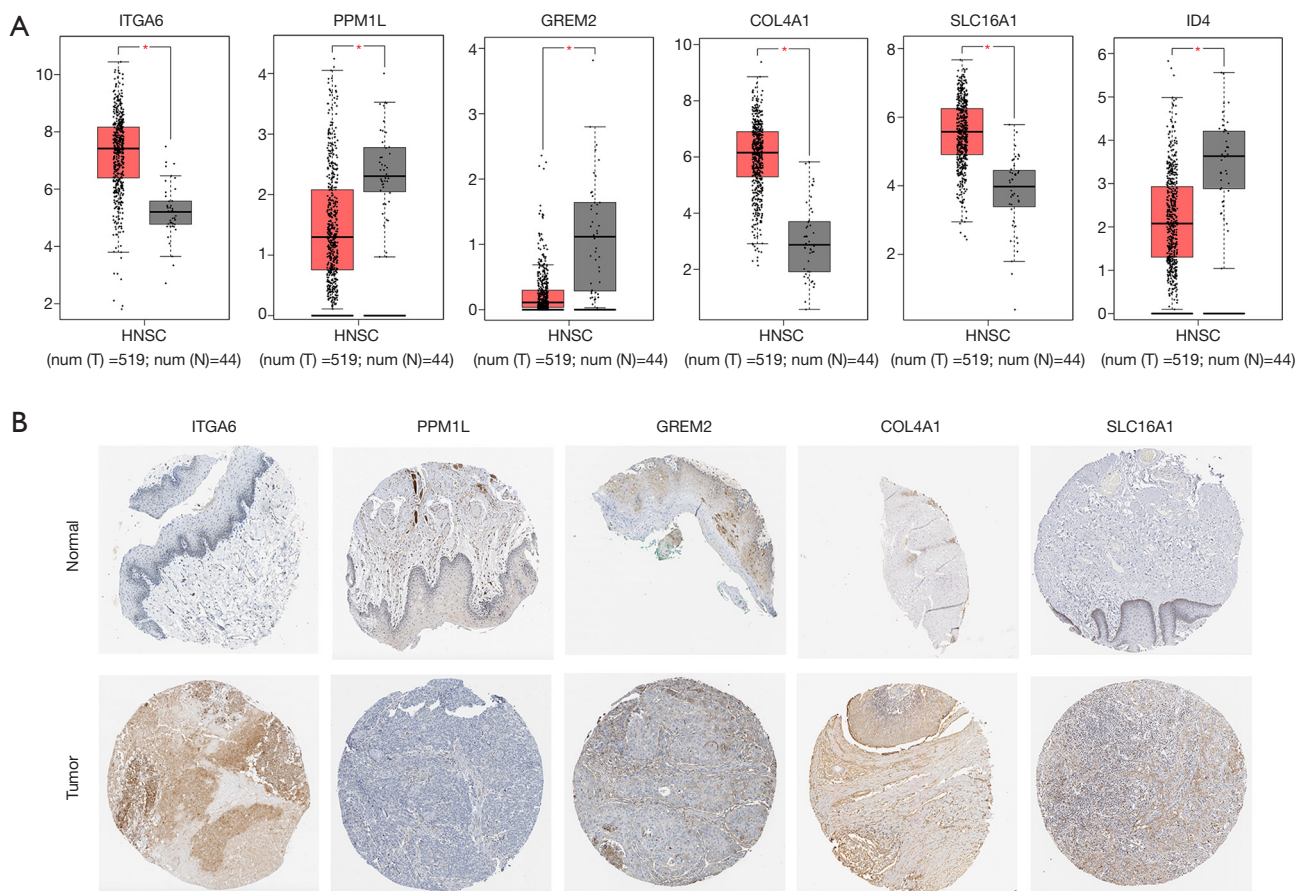 A
ITGA6
PPM1L
GREM2
COL4A1
SLC16A1
ID4
10
8
6
4
2
*
HNSC
(num (T) =519; num (N)=44)
4
3
2
1
0
*
HNSC
(num (T) =519; num (N)=44)
4
3
2
1
0
*
HNSC
(num (T) =519; num (N)=44)
10
8
6
4
2
*
HNSC
(num (T) =519; num (N)=44)
8
6
4
2
*
HNSC
(num (T) =519; num (N)=44)
6
5
4
3
2
1
0
*
HNSC
(num (T) =519; num (N)=44)
B
ITGA6
PPM1L
GREM2
COL4A1
SLC16A1
Normal
Tumor